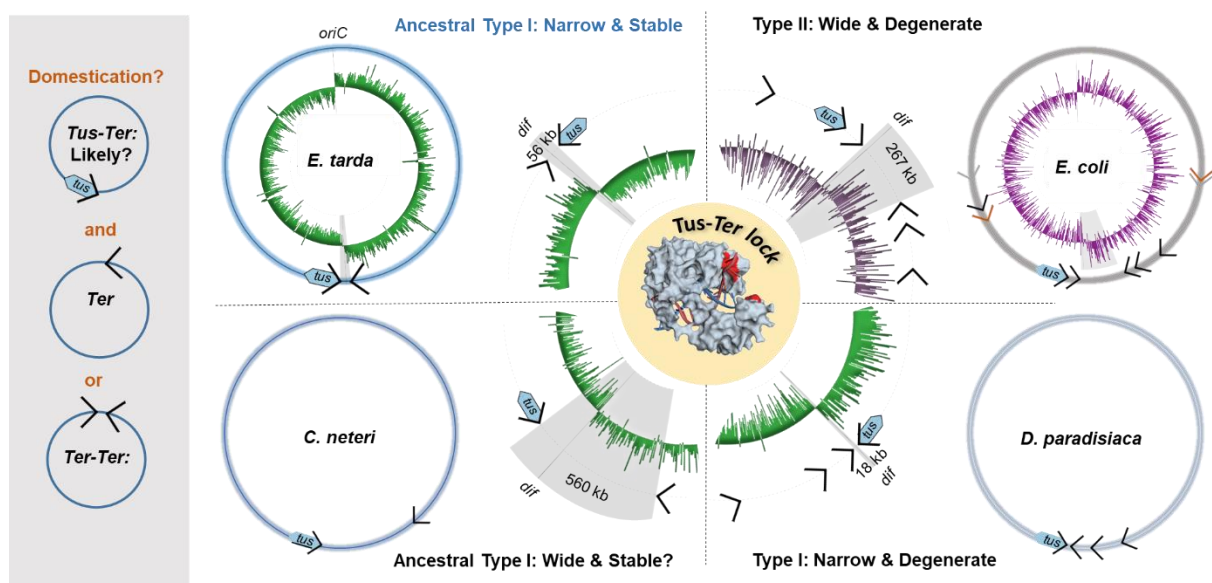 Domestication?
Tus-Ter:
Likely?
tus
and
Ter
or
Ter-Ter:
Ancestral Type I: Narrow & Stable
oriC
E. tarda
tus
dif
56 kb
tus
Type II: Wide & Degenerate
tus
dif
267 kb
E. coli
tus
Tus-Ter lock
C. neteri
tus
tus
dif
560 kb
Ancestral Type I: Wide & Stable?
tus
18 kb
dif
D. paradisiaca
tus
Type I: Narrow & Degenerate